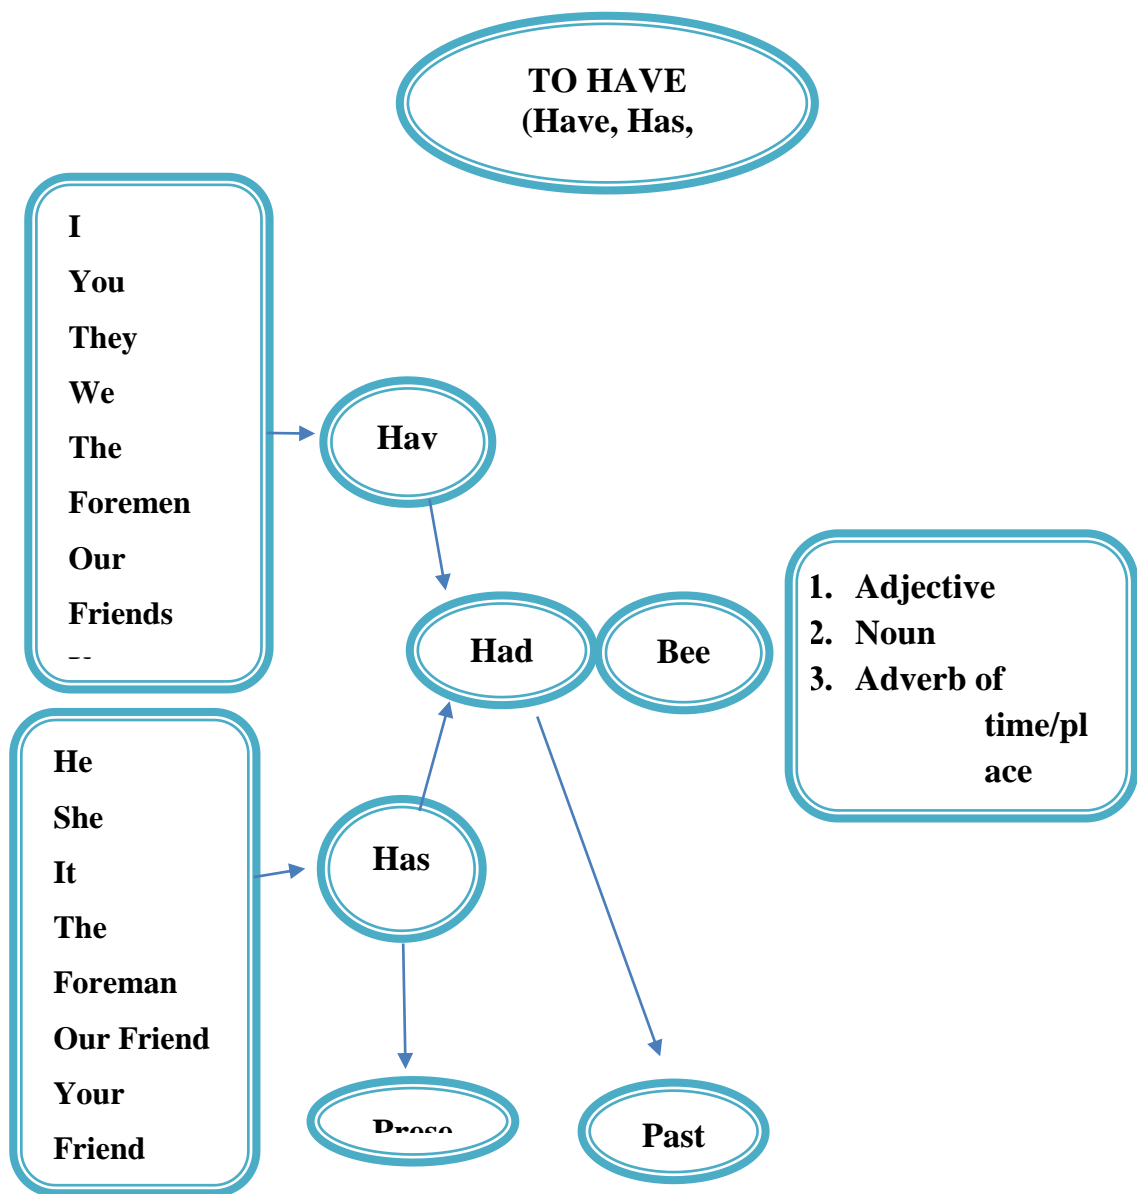 TO HAVE
(Have, Has,
I
You
They
We
The
Foremen
Our
Friends
Hav
Had
Bee
1. Adjective
2. Noun
3. Adverb of
time/pl
ace
He
She
It
The
Foreman
Our Friend
Your
Friend
Has
Past